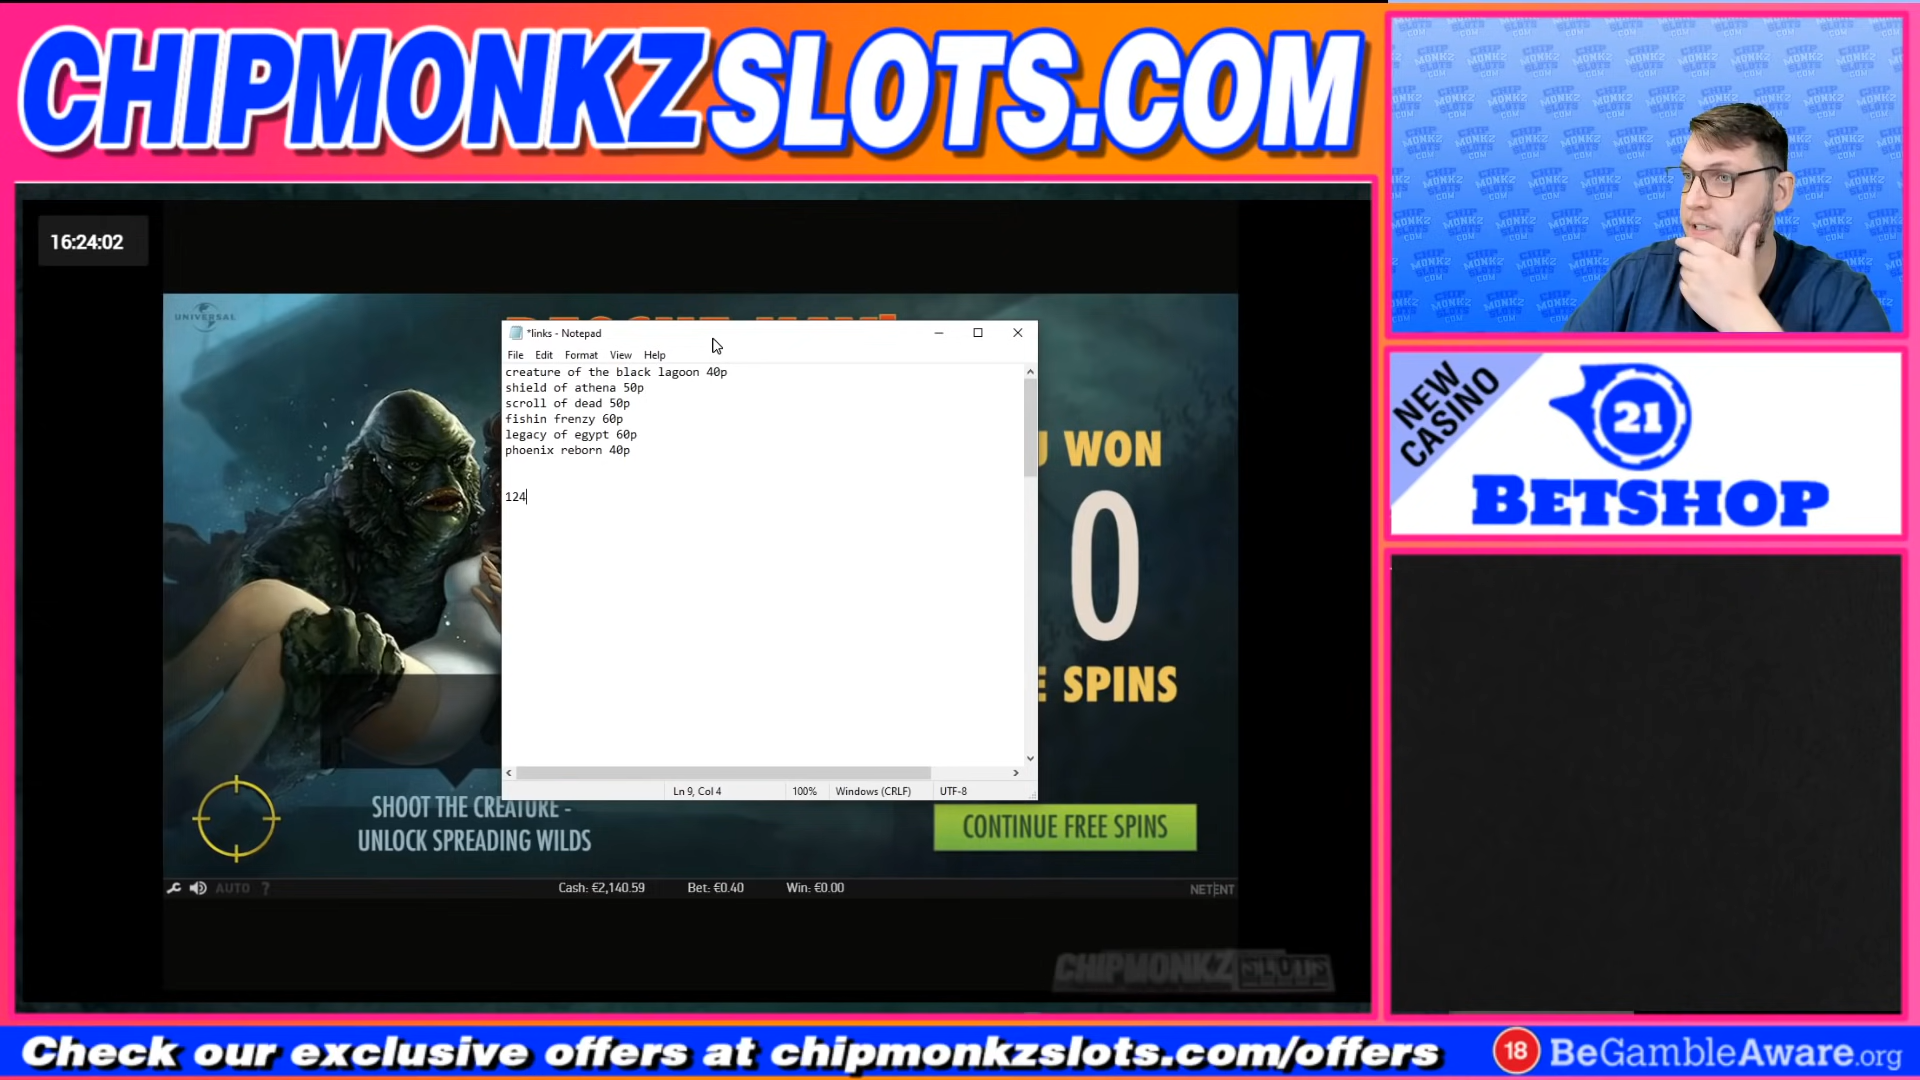 CHIPMONKZSLOTS.COM
16:24:02
UNIVERSAL
*links - Notepad
File Edit Format View Help
creature of the black lagoon 40p
shield of athena 50p
scroll of dead 50p
fishin frenzy 60p
legacy of egypt 60p
phoenix reborn 40p
124
Ln 9, Col 4 100% Windows (CRLF) UTF-8
WON
0
SPINS
SHOOT THE CREATURE -
UNLOCK SPREADING WILDS
CONTINUE FREE SPINS
AUTO ?
Cash: €2,140.59 Bet: €0.40 Win: €0.00
NETENT
CHIPMONKZ SLOTS
CHIP MONKZ SLOTS .COM
NEW CASINO
21
BETSHOP
Check our exclusive offers at chipmonkzslots.com/offers
18 BeGambleAware.org